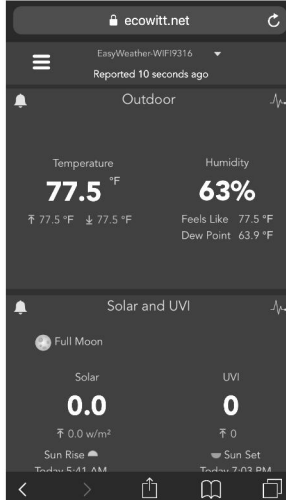 ecowitt.net
EasyWeather-WIFI9316
Reported 10 seconds ago
Outdoor
Temperature
77.5 °F
↑ 77.5 °F ↓ 77.5 °F
Humidity
63%
Feels Like 77.5 °F
Dew Point 63.9 °F
Solar and UVI
Full Moon
Solar
0.0
↑ 0.0 w/m²
UVI
0
↑ 0
Sun Rise
Today 5:41 AM
Sun Set
Today 7:03 PM